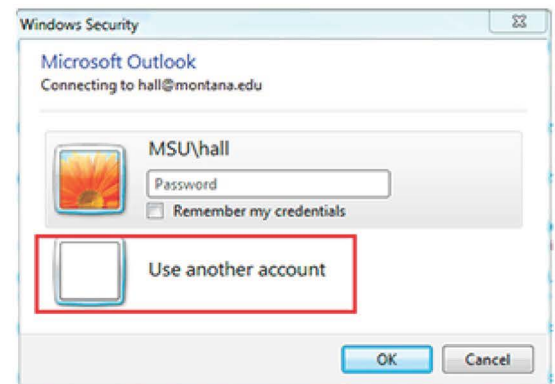 Windows Security
Microsoft Outlook
Connecting to hall@montana.edu
MSU\hall
Password
Remember my credentials
Use another account
OK Cancel